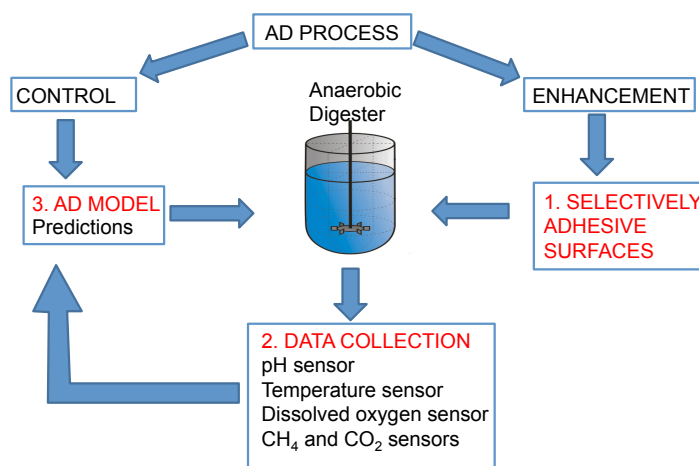 AD PROCESS
CONTROL
Anaerobic
Digester
ENHANCEMENT
3. AD MODEL
Predictions
1. SELECTIVELY
ADHESIVE
SURFACES
2. DATA COLLECTION
pH sensor
Temperature sensor
Dissolved oxygen sensor
CH₄ and CO₂ sensors